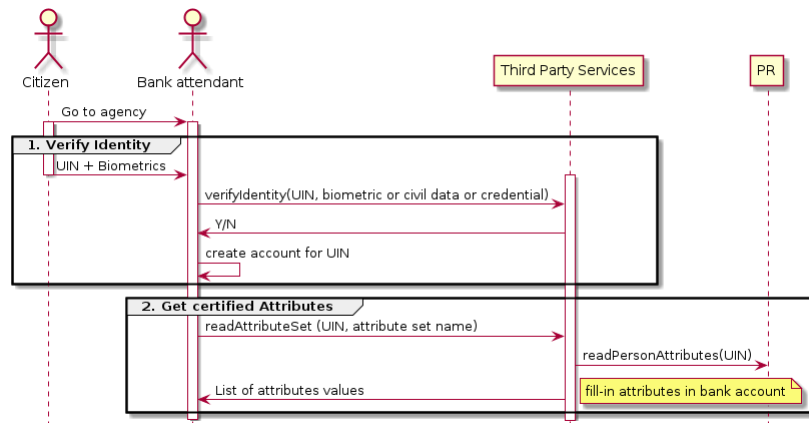 Citizen
Bank attendant
Third Party Services
PR
Go to agency
1. Verify Identity
UIN + Biometrics
verifyIdentity(UIN, biometric or civil data or credential)
Y/N
create account for UIN
2. Get certified Attributes
readAttributeSet (UIN, attribute set name)
readPersonAttributes(UIN)
List of attributes values
fill-in attributes in bank account